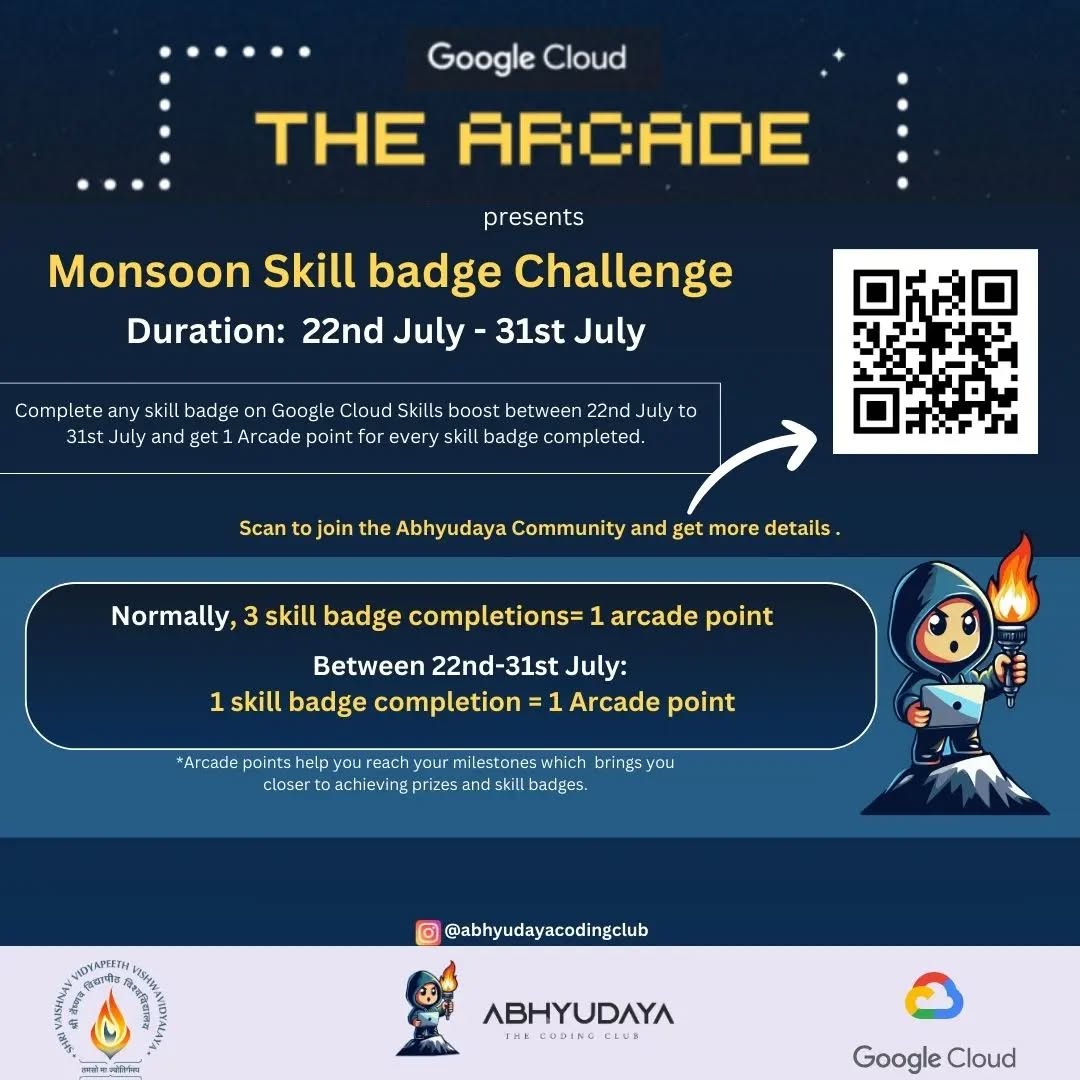 Google Cloud
THE ARCADE
presents
Monsoon Skill badge Challenge
Duration: 22nd July - 31st July
Complete any skill badge on Google Cloud Skills boost between 22nd July to
31st July and get 1 Arcade point for every skill badge completed.
Scan to join the Abhyudaya Community and get more details .
Normally, 3 skill badge completions= 1 arcade point
Between 22nd-31st July:
1 skill badge completion = 1 Arcade point
*Arcade points help you reach your milestones which brings you
closer to achieving prizes and skill badges.
@abhyudayacodingclub
SHRI VAISHNAV VIDYAPEETH VISHWAVIDYALAYA
श्री वैष्णव विद्यापीठ विश्वविद्यालय
तमसो मा ज्योतिर्गमय
ABHYUDAYA
THE CODING CLUB
Google Cloud